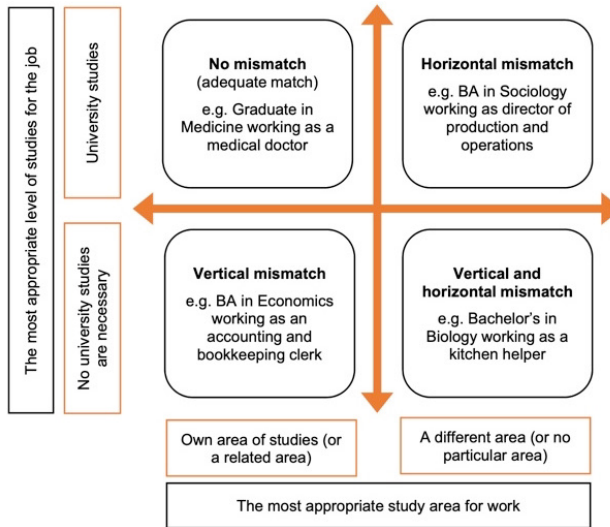 The most appropriate level of studies for the job
University studies
No university studies
are necessary
No mismatch
(adequate match)
e.g. Graduate in
Medicine working as a
medical doctor
Horizontal mismatch
e.g. BA in Sociology
working as director of
production and
operations
Vertical mismatch
e.g. BA in Economics
working as an
accounting and
bookkeeping clerk
Vertical and
horizontal mismatch
e.g. Bachelor's in
Biology working as a
kitchen helper
Own area of studies (or
a related area)
A different area (or no
particular area)
The most appropriate study area for work